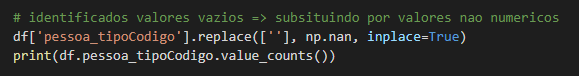 # identificados valores vazios => subsituindo por valores nao numericos
df['pessoa_tipoCodigo'].replace([''], np.nan, inplace=True)
print(df.pessoa_tipoCodigo.value_counts())